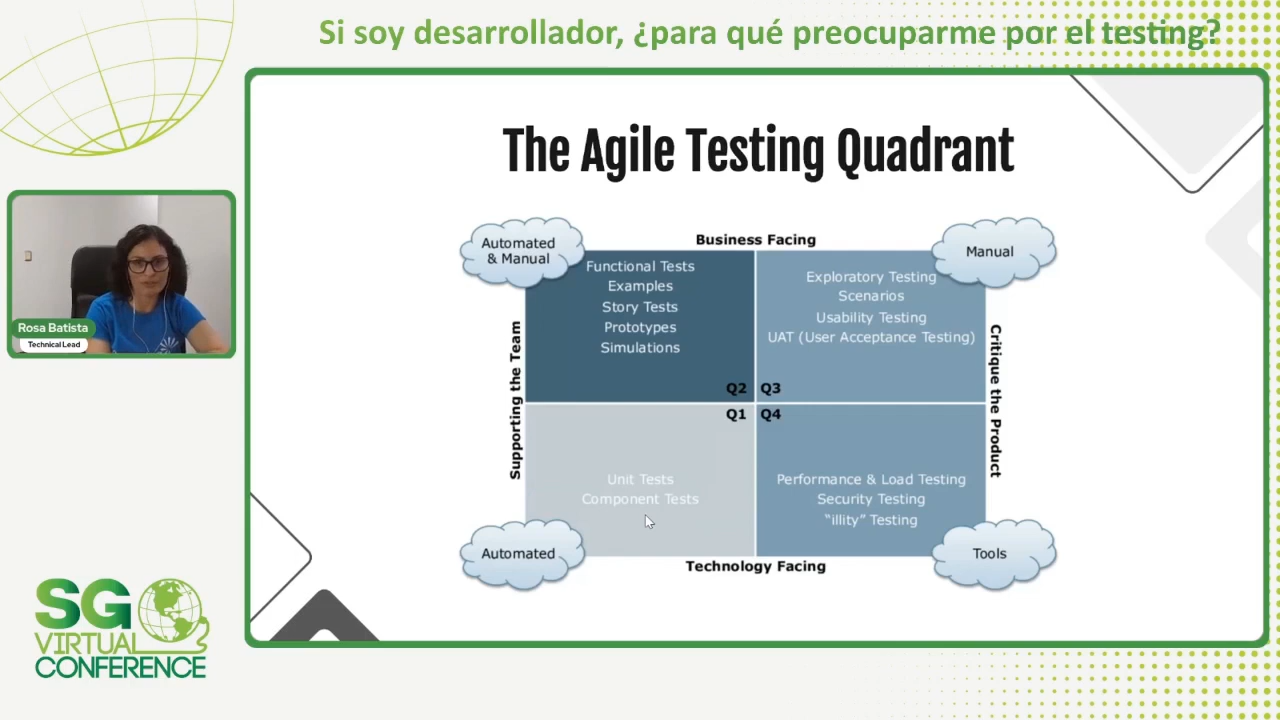 Si soy desarrollador, ¿para qué preocuparme por el testing?
The Agile Testing Quadrant
Automated
& Manual
Business Facing
Manual
Functional Tests
Examples
Story Tests
Prototypes
Simulations
Exploratory Testing
Scenarios
Usability Testing
UAT (User Acceptance Testing)
Supporting the Team
Critique the Product
Q2
Q3
Q1
Q4
Unit Tests
Component Tests
Performance & Load Testing
Security Testing
“illity” Testing
Automated
Technology Facing
Tools
Rosa Batista
Technical Lead
SG
VIRTUAL
CONFERENCE